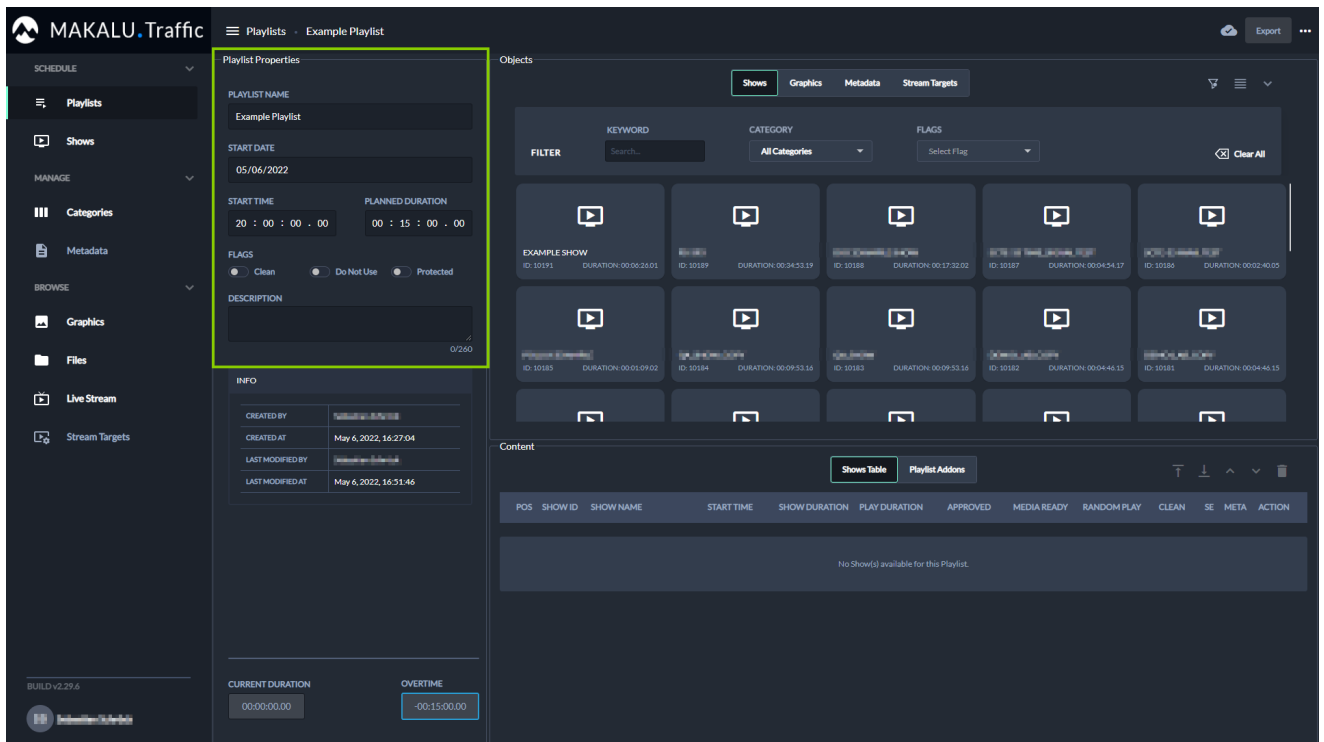 MAKALU.Traffic
Playlists - Example Playlist
Export
SCHEDULE
Playlists
Shows
MANAGE
Categories
Metadata
BROWSE
Graphics
Files
Live Stream
Stream Targets
BUILD v2.29.6
Playlist Properties
PLAYLIST NAME
Example Playlist
START DATE
05/06/2022
START TIME PLANNED DURATION
20 : 00 : 00 . 00 00 : 15 : 00 . 00
FLAGS
Clean Do Not Use Protected
DESCRIPTION
0/260
INFO
CREATED BY
CREATED AT May 6, 2022, 16:27:04
LAST MODIFIED BY
LAST MODIFIED AT May 6, 2022, 16:51:46
CURRENT DURATION OVERTIME
00:00:00.00 -00:15:00.00
Objects
Shows Graphics Metadata Stream Targets
KEYWORD CATEGORY FLAGS
FILTER Search... All Categories Select Flag Clear All
EXAMPLE SHOW
ID: 10191 DURATION: 00:06:26.01 ID: 10189 DURATION: 00:34:53.19 ID: 10188 DURATION: 00:17:32.02 ID: 10187 DURATION: 00:04:54.17 ID: 10186 DURATION: 00:02:40.05
ID: 10185 DURATION: 00:01:09.02 ID: 10184 DURATION: 00:09:53.16 ID: 10183 DURATION: 00:09:53.16 ID: 10182 DURATION: 00:04:46.15 ID: 10181 DURATION: 00:04:46.15
Content
Shows Table Playlist Addons
POS SHOW ID SHOW NAME START TIME SHOW DURATION PLAY DURATION APPROVED MEDIA READY RANDOM PLAY CLEAN SE META ACTION
No Show(s) available for this Playlist.